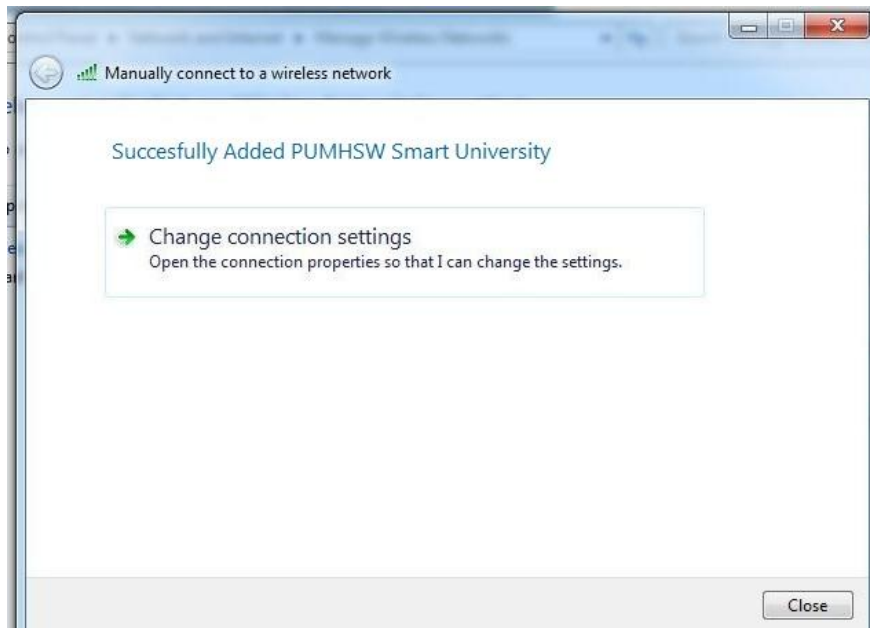 Manually connect to a wireless network
Succesfully Added PUMHSW Smart University
Change connection settings
Open the connection properties so that I can change the settings.
Close